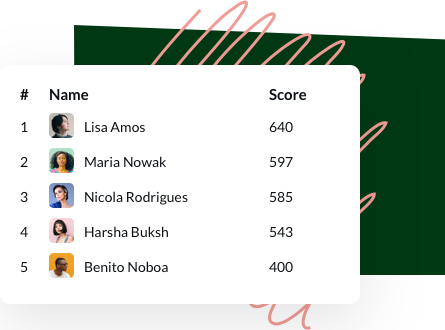 # Name Score
1 Lisa Amos 640
2 Maria Nowak 597
3 Nicola Rodrigues 585
4 Harsha Buksh 543
5 Benito Noboa 400